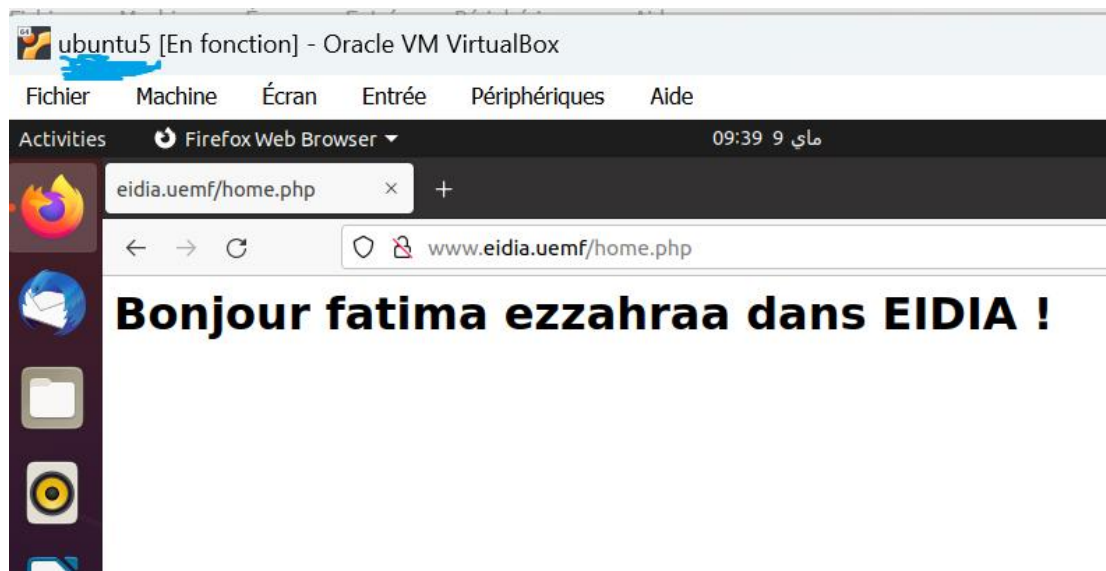 ubuntu5 [En fonction] - Oracle VM VirtualBox
Fichier Machine Écran Entrée Périphériques Aide
Activities Firefox Web Browser 09:39 9 ماي
eidia.uemf/home.php
www.eidia.uemf/home.php
Bonjour fatima ezzahraa dans EIDIA !